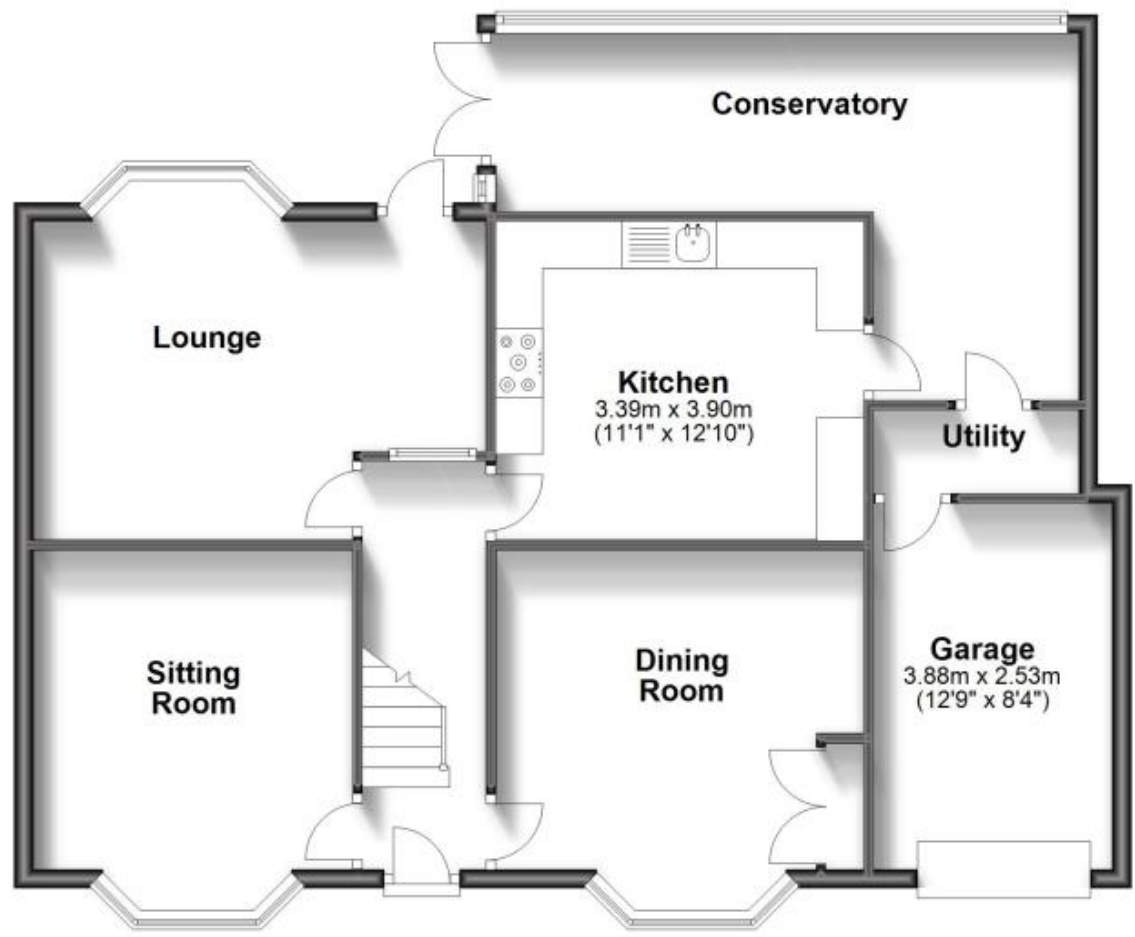 Conservatory
Lounge
Kitchen
3.39m x 3.90m
(11'1" x 12'10")
Utility
Sitting
Room
Dining
Room
Garage
3.88m x 2.53m
(12'9" x 8'4")